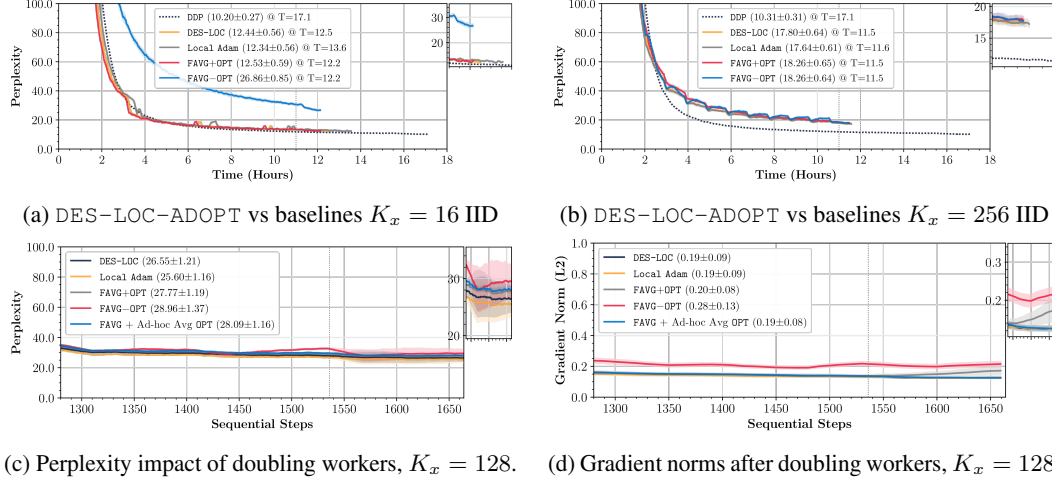 100.0
80.0
60.0
40.0
20.0
0.0
Perplexity
DDP (10.20±0.27) @ T=17.1
DES-LOC (12.44±0.56) @ T=12.5
Local Adam (12.34±0.56) @ T=13.6
FAVG+OPT (12.53±0.59) @ T=12.2
FAVG−OPT (26.86±0.85) @ T=12.2
30
20
0 2 4 6 8 10 12 14 16 18
Time (Hours)
100.0
80.0
60.0
40.0
20.0
0.0
Perplexity
DDP (10.31±0.31) @ T=17.1
DES-LOC (17.80±0.64) @ T=11.5
Local Adam (17.64±0.61) @ T=11.6
FAVG+OPT (18.26±0.65) @ T=11.5
FAVG−OPT (18.26±0.64) @ T=11.5
20
15
0 2 4 6 8 10 12 14 16 18
Time (Hours)
(a) DES-LOC-ADOPT vs baselines K_x = 16 IID
(b) DES-LOC-ADOPT vs baselines K_x = 256 IID
100.0
80.0
60.0
40.0
20.0
0.0
Perplexity
DES-LOC (26.55±1.21)
Local Adam (25.60±1.16)
FAVG+OPT (27.77±1.19)
FAVG−OPT (28.96±1.37)
FAVG + Ad-hoc Avg OPT (28.09±1.16)
30
20
1300 1350 1400 1450 1500 1550 1600 1650
Sequential Steps
1.0
0.8
0.6
0.4
0.2
0.0
Gradient Norm (L2)
DES-LOC (0.19±0.09)
Local Adam (0.19±0.09)
FAVG+OPT (0.20±0.08)
FAVG−OPT (0.28±0.13)
FAVG + Ad-hoc Avg OPT (0.19±0.08)
0.3
0.2
1300 1350 1400 1450 1500 1550 1600 1650
Sequential Steps
(c) Perplexity impact of doubling workers, K_x = 128.
(d) Gradient norms after doubling workers, K_x = 128